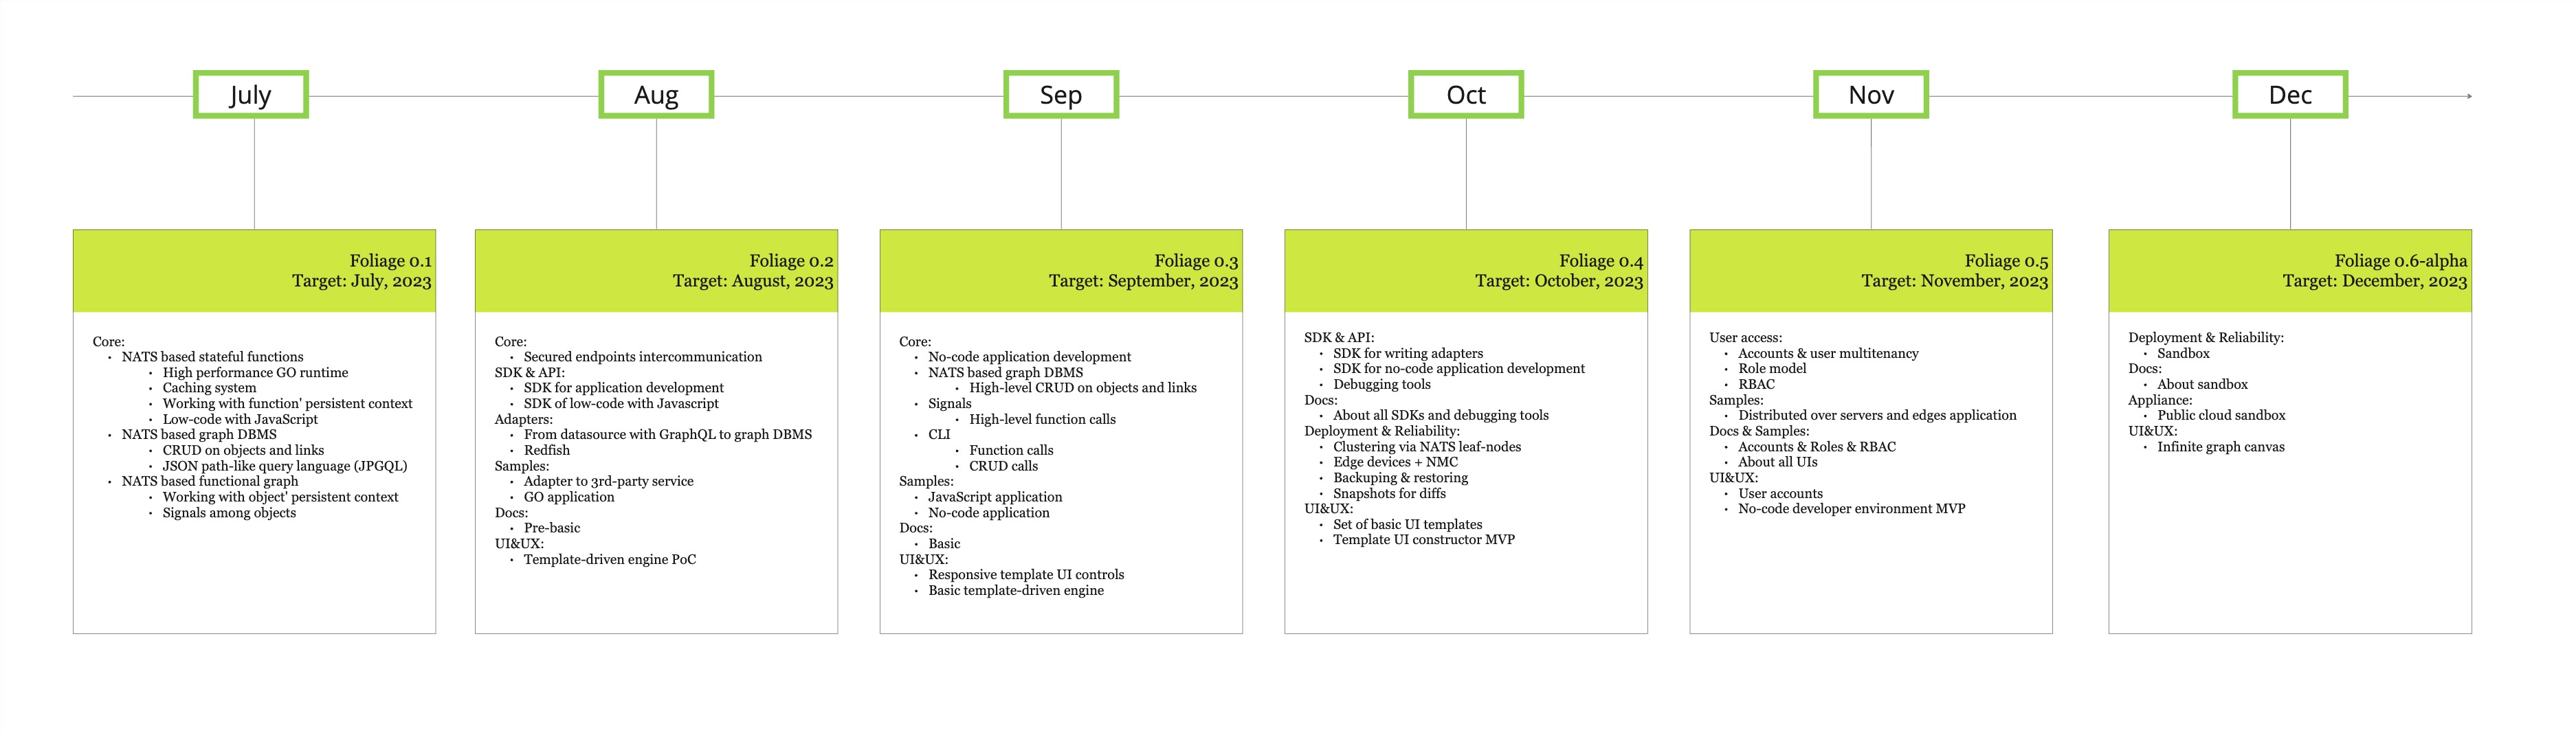 July
Aug
Sep
Oct
Nov
Dec
Foliage 0.1
Target: July, 2023
Core:
• NATS based stateful functions
• High performance GO runtime
• Caching system
• Working with function' persistent context
• Low-code with JavaScript
• NATS based graph DBMS
• CRUD on objects and links
• JSON path-like query language (JPGQL)
• NATS based functional graph
• Working with object' persistent context
• Signals among objects
Foliage 0.2
Target: August, 2023
Core:
• Secured endpoints intercommunication
SDK & API:
• SDK for application development
• SDK of low-code with Javascript
Adapters:
• From datasource with GraphQL to graph DBMS
• Redfish
Samples:
• Adapter to 3rd-party service
• GO application
Docs:
• Pre-basic
UI&UX:
• Template-driven engine PoC
Foliage 0.3
Target: September, 2023
Core:
• No-code application development
• NATS based graph DBMS
• High-level CRUD on objects and links
• Signals
• High-level function calls
• CLI
• Function calls
• CRUD calls
Samples:
• JavaScript application
• No-code application
Docs:
• Basic
UI&UX:
• Responsive template UI controls
• Basic template-driven engine
Foliage 0.4
Target: October, 2023
SDK & API:
• SDK for writing adapters
• SDK for no-code application development
• Debugging tools
Docs:
• About all SDKs and debugging tools
Deployment & Reliability:
• Clustering via NATS leaf-nodes
• Edge devices + NMC
• Backuping & restoring
• Snapshots for diffs
UI&UX:
• Set of basic UI templates
• Template UI constructor MVP
Foliage 0.5
Target: November, 2023
User access:
• Accounts & user multitenancy
• Role model
• RBAC
Samples:
• Distributed over servers and edges application
Docs & Samples:
• Accounts & Roles & RBAC
• About all UIs
UI&UX:
• User accounts
• No-code developer environment MVP
Foliage 0.6-alpha
Target: December, 2023
Deployment & Reliability:
• Sandbox
Docs:
• About sandbox
Appliance:
• Public cloud sandbox
UI&UX:
• Infinite graph canvas